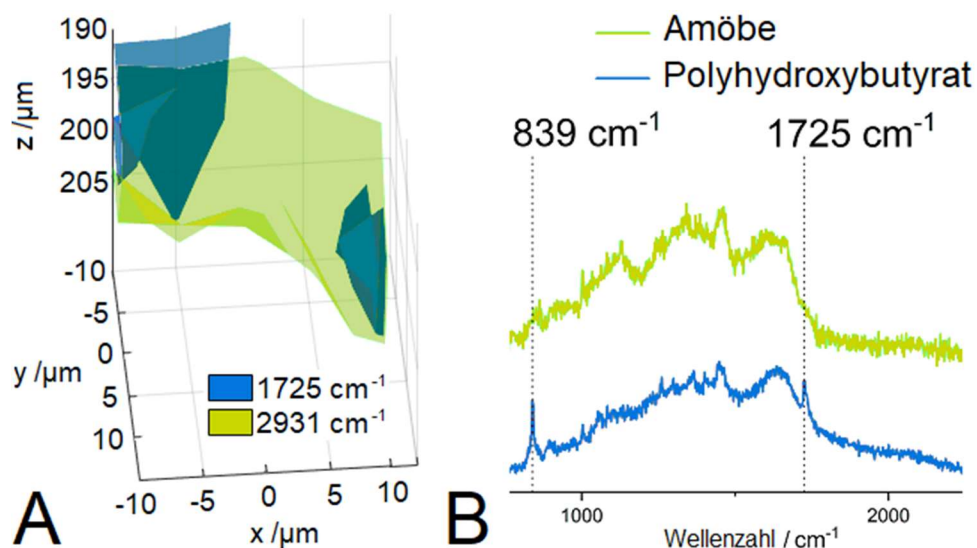 190
195
200
205
z /µm
-10
-5
0
5
10
y /µm
1725 cm⁻¹
2931 cm⁻¹
-10
-5
0
5
10
x /µm
A
Amöbe
Polyhydroxybutyrat
839 cm⁻¹
1725 cm⁻¹
1000
2000
Wellenzahl / cm⁻¹
B